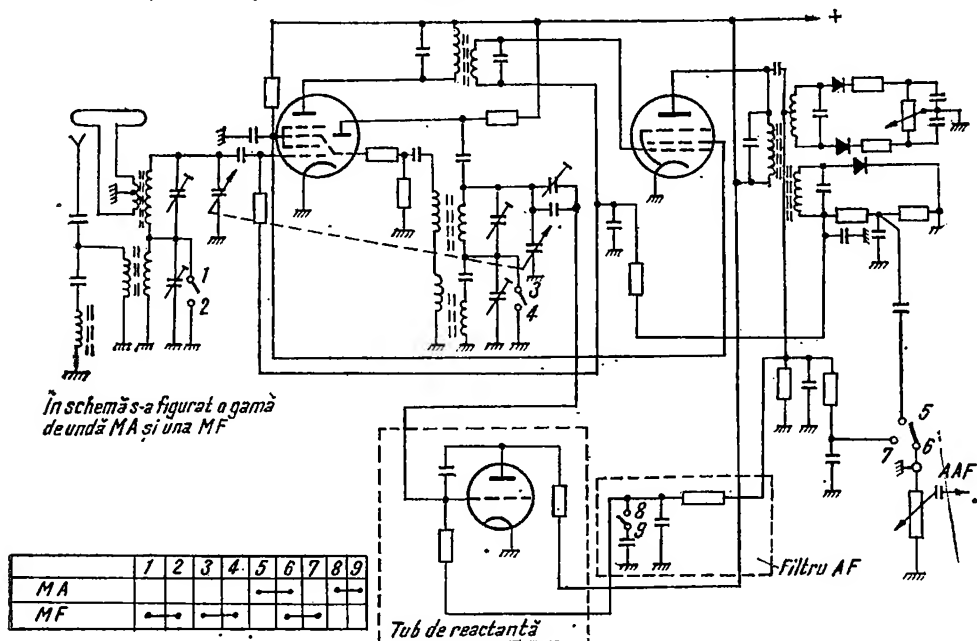 +
1
2
3
4
În schemă s-a figurat o gamă
de undă MA și una MF
5
7 6
AAF
8
9
Filtru AF
Tub de reactantă
1 2 3 4 5 6 7 8 9
MA
MF